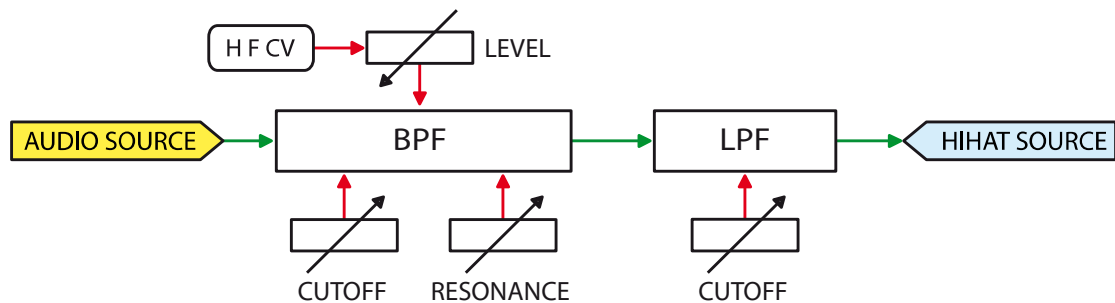 H F CV
LEVEL
AUDIO SOURCE
BPF
LPF
HIHAT SOURCE
CUTOFF
RESONANCE
CUTOFF